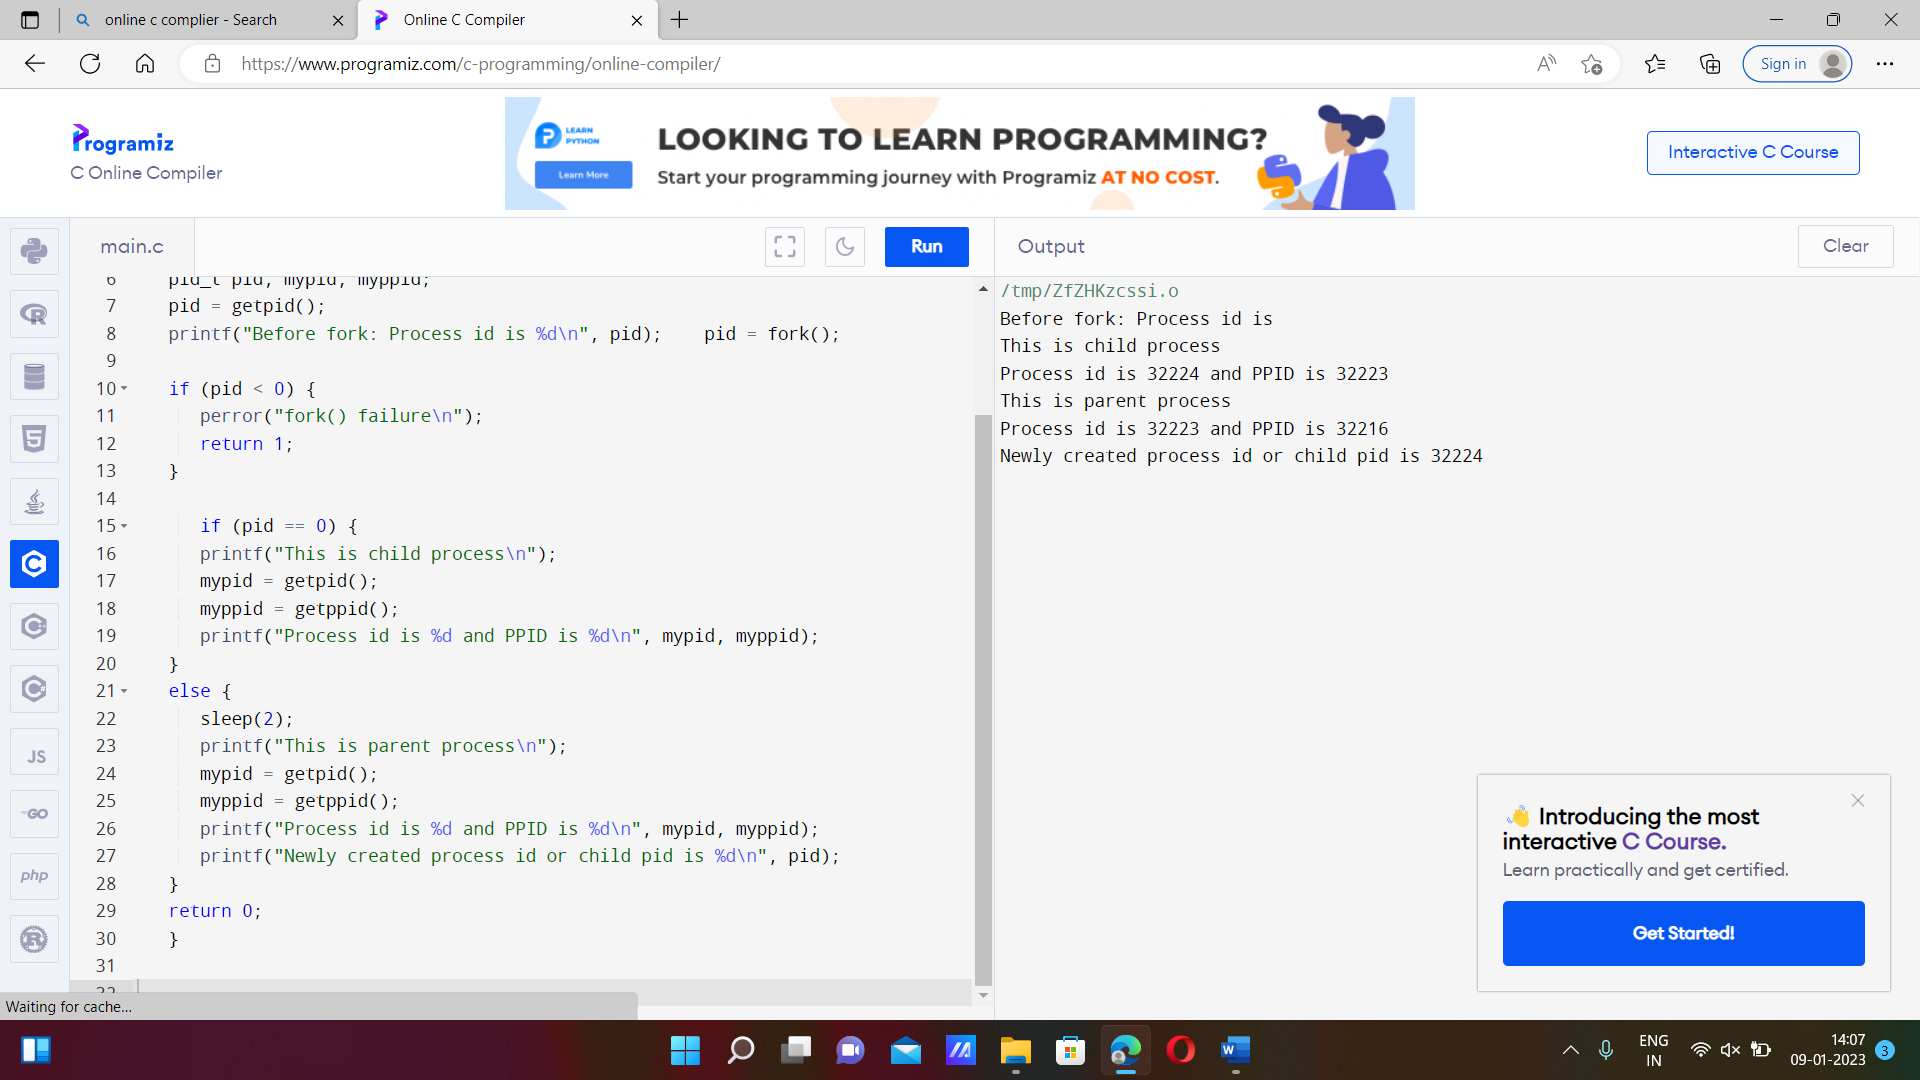 online c complier - Search
Online C Compiler
https://www.programiz.com/c-programming/online-compiler/
Sign in
Programiz
C Online Compiler
LEARN
PYTHON
Learn More
LOOKING TO LEARN PROGRAMMING?
Start your programming journey with Programiz AT NO COST.
Interactive C Course
main.c
Run
Output
Clear
6 pid_t pid, mypid, myppid;
7 pid = getpid();
8 printf("Before fork: Process id is %d\n", pid);    pid = fork();
9
10 if (pid < 0) {
11 perror("fork() failure\n");
12 return 1;
13 }
14
15 if (pid == 0) {
16 printf("This is child process\n");
17 mypid = getpid();
18 myppid = getppid();
19 printf("Process id is %d and PPID is %d\n", mypid, myppid);
20 }
21 else {
22 sleep(2);
23 printf("This is parent process\n");
24 mypid = getpid();
25 myppid = getppid();
26 printf("Process id is %d and PPID is %d\n", mypid, myppid);
27 printf("Newly created process id or child pid is %d\n", pid);
28 }
29 return 0;
30 }
31
32
/tmp/ZfZHKzcssi.o
Before fork: Process id is
This is child process
Process id is 32224 and PPID is 32223
This is parent process
Process id is 32223 and PPID is 32216
Newly created process id or child pid is 32224
JS
GO
php
👋 Introducing the most
interactive C Course.
Learn practically and get certified.
Get Started!
Waiting for cache...
ENG
IN
14:07
09-01-2023
3